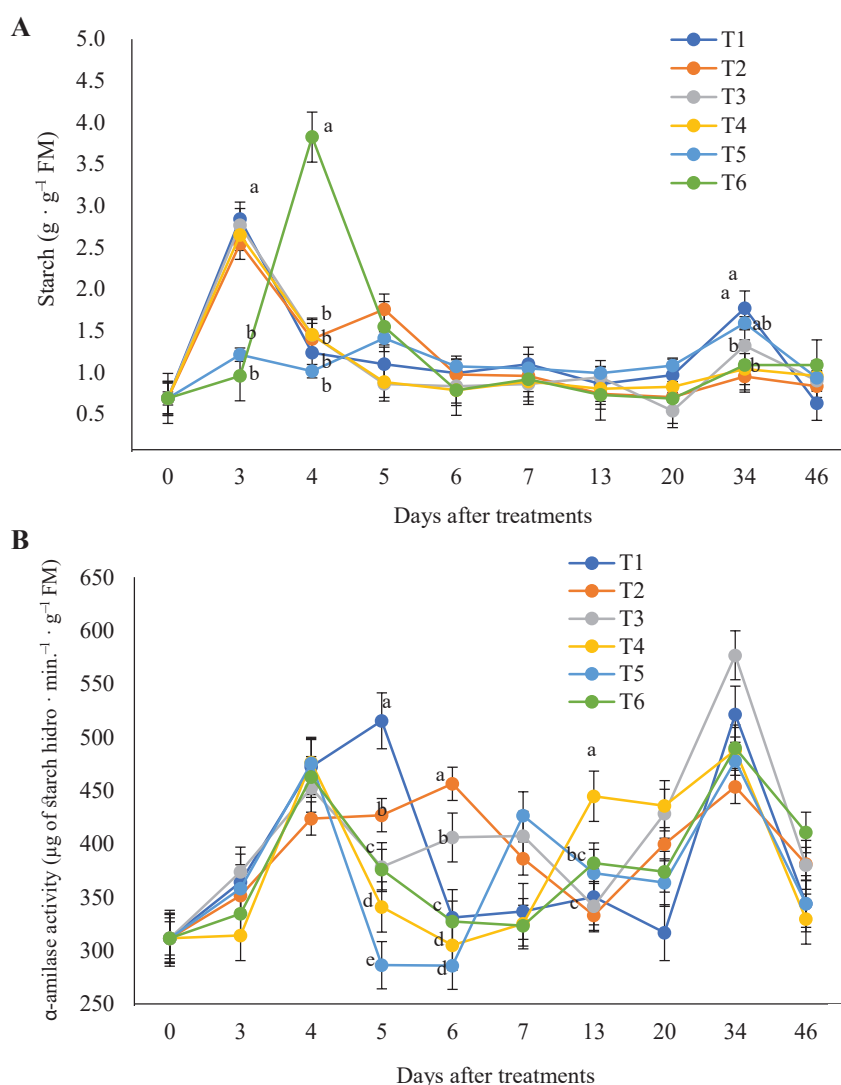 A
5.0
4.5
4.0
3.5
3.0
2.5
2.0
1.5
1.0
0.5
Starch (g · g⁻¹ FM)
T1
T2
T3
T4
T5
T6
a
b
b
a
b
b
b
b
a
a
ab
b
b
0 3 4 5 6 7 13 20 34 46
Days after treatments
B
650
600
550
500
450
400
350
300
250
α-amilase activity (µg of starch hidro · min.⁻¹ · g⁻¹ FM)
T1
T2
T3
T4
T5
T6
a
b
c
d
e
a
b
c
d
d
a
bc
c
0 3 4 5 6 7 13 20 34 46
Days after treatments